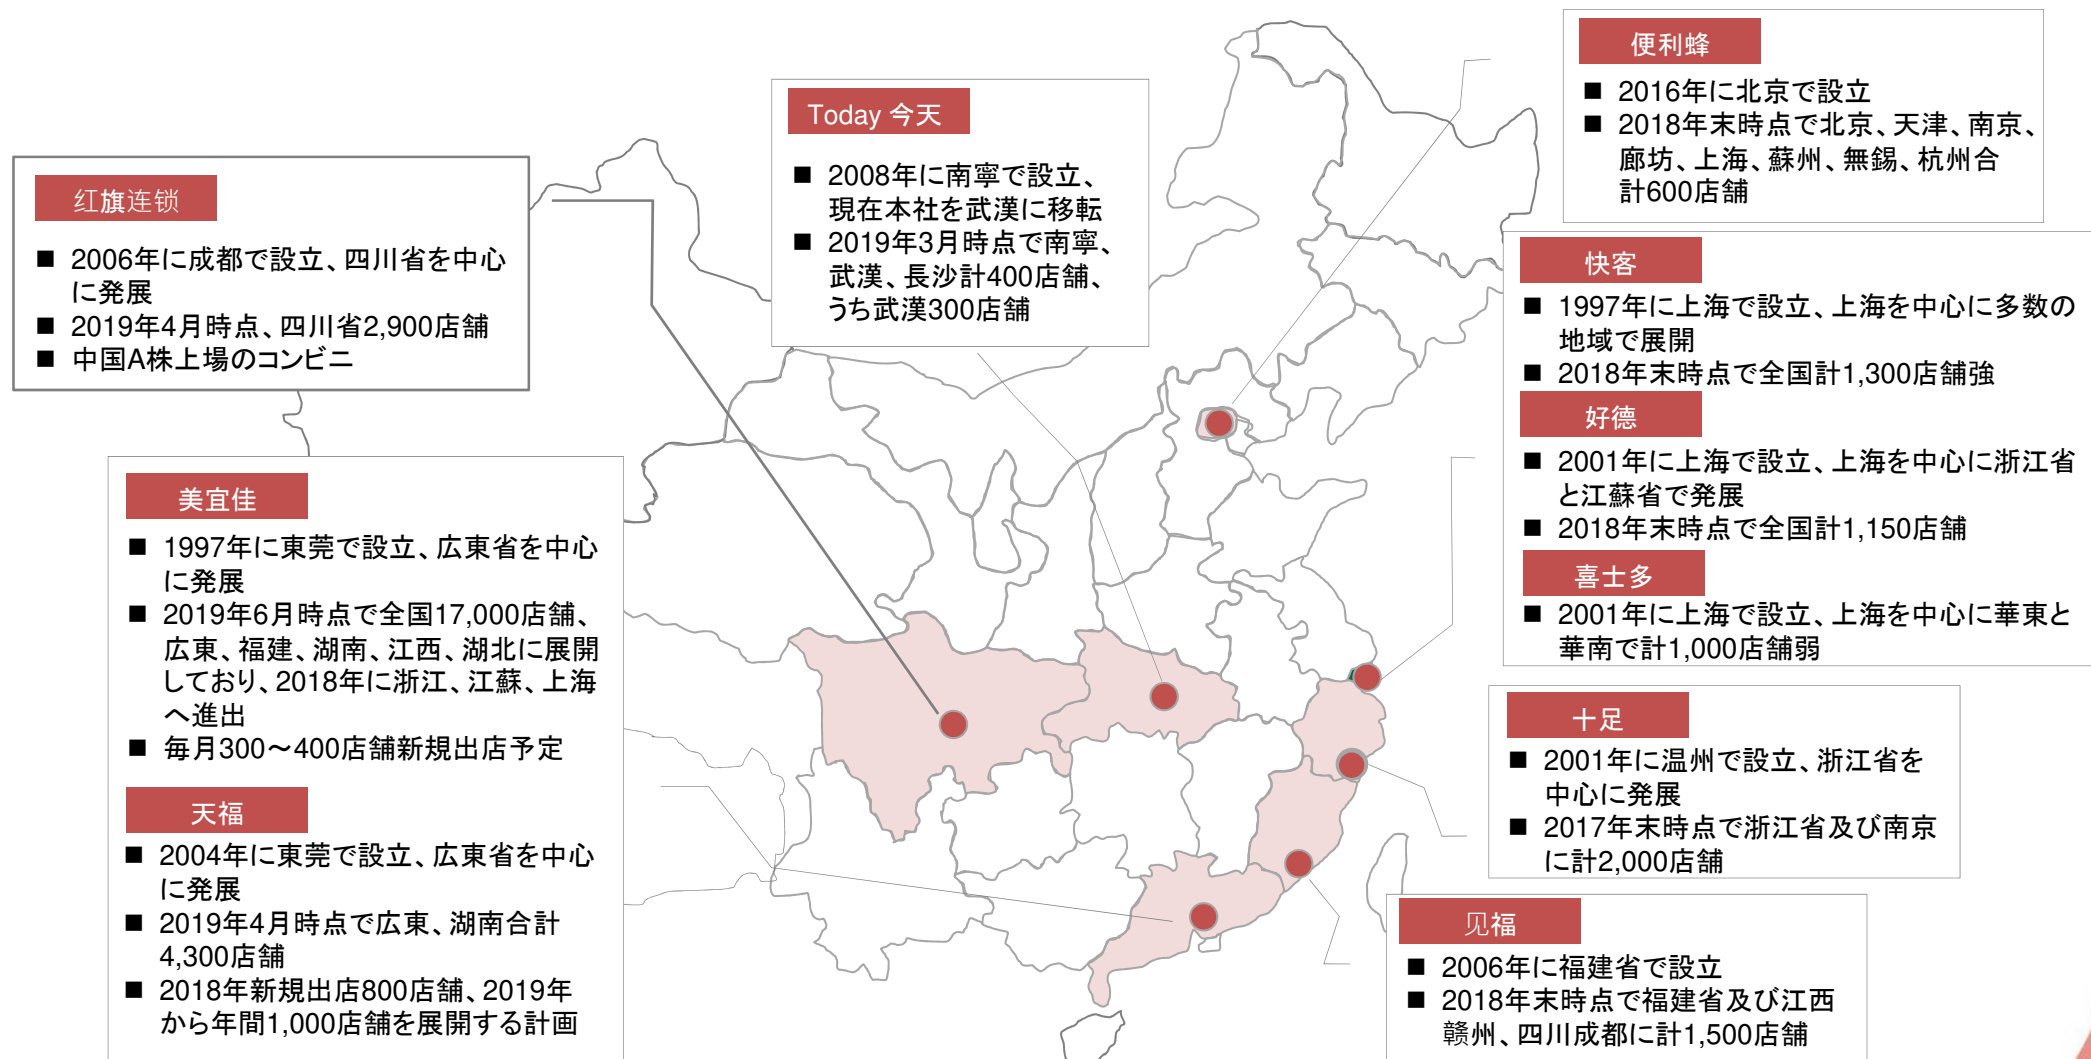 红旗连锁
■ 2006年に成都で設立、四川省を中心
に発展
■ 2019年4月時点、四川省2,900店舗
■ 中国A株上場のコンビニ
美宜佳
■ 1997年に東莞で設立、広東省を中心
に発展
■ 2019年6月時点で全国17,000店舗、
広東、福建、湖南、江西、湖北に展開
しており、2018年に浙江、江蘇、上海
へ進出
■ 毎月300～400店舗新規出店予定
天福
■ 2004年に東莞で設立、広東省を中心
に発展
■ 2019年4月時点で広東、湖南合計
4,300店舗
■ 2018年新規出店800店舗、2019年
から年間1,000店舗を展開する計画
Today 今天
■ 2008年に南寧で設立、
現在本社を武漢に移転
■ 2019年3月時点で南寧、
武漢、長沙計400店舗、
うち武漢300店舗
便利蜂
■ 2016年に北京で設立
■ 2018年末時点で北京、天津、南京、
廊坊、上海、蘇州、無錫、杭州合
計600店舗
快客
■ 1997年に上海で設立、上海を中心に多数の
地域で展開
■ 2018年末時点で全国計1,300店舗強
好德
■ 2001年に上海で設立、上海を中心に浙江省
と江蘇省で発展
■ 2018年末時点で全国計1,150店舗
喜士多
■ 2001年に上海で設立、上海を中心に華東と
華南で計1,000店舗弱
十足
■ 2001年に温州で設立、浙江省を
中心に発展
■ 2017年末時点で浙江省及び南京
に計2,000店舗
见福
■ 2006年に福建省で設立
■ 2018年末時点で福建省及び江西
赣州、四川成都に計1,500店舗